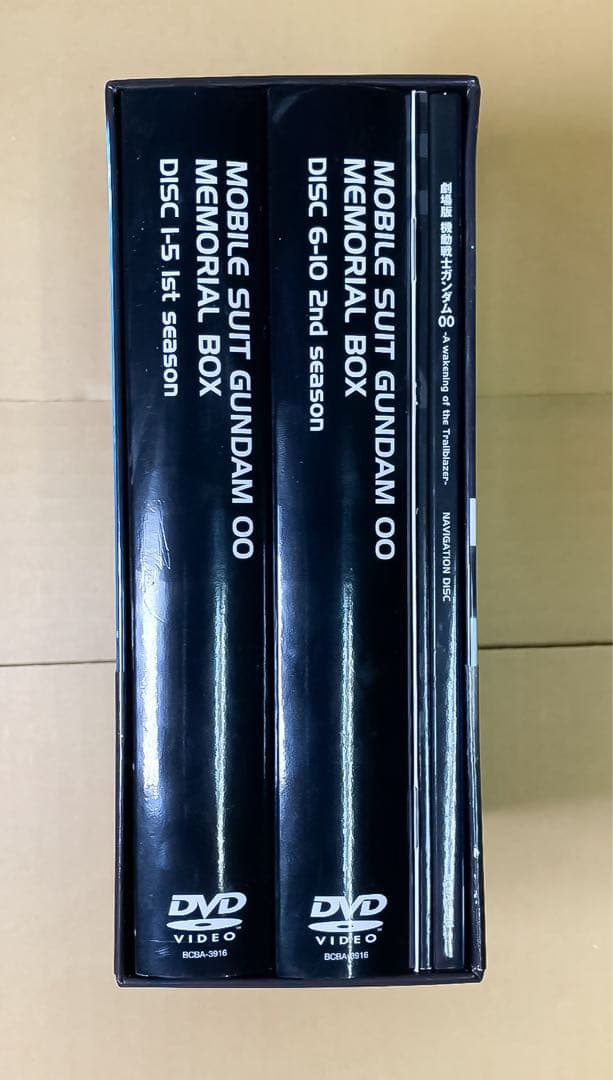 MOBILE SUIT GUNDAM 00
MEMORIAL BOX
DISC 1-5 1st season
DVD
VIDEO
BCBA-3916
MOBILE SUIT GUNDAM 00
MEMORIAL BOX
DISC 6-10 2nd season
DVD
VIDEO
BCBA-3916
劇場版 機動戦士ガンダム00 -A wakening of the Trailblazer- NAVIGATION DISC